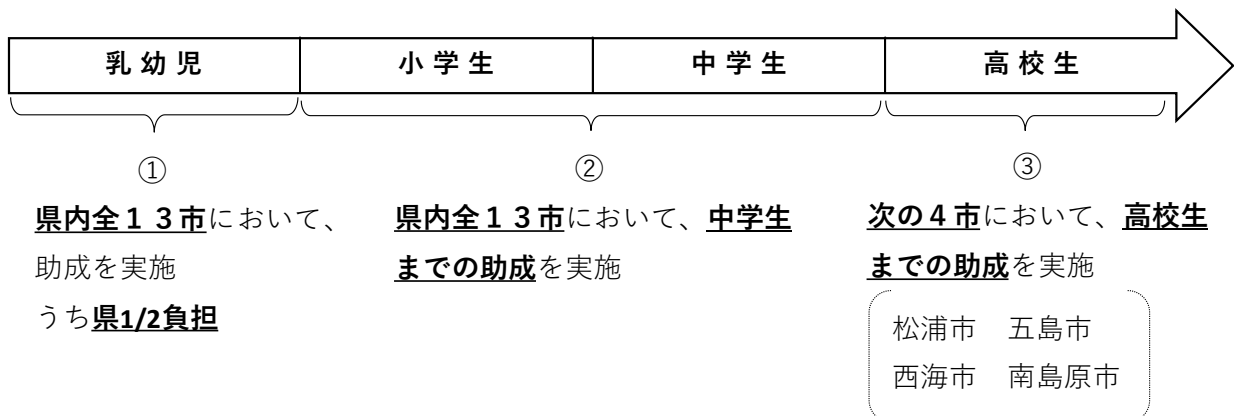 乳幼児
小学生
中学生
高校生
①
県内全13市において、
助成を実施
うち県1/2負担
②
県内全13市において、中学生
までの助成を実施
③
次の4市において、高校生
までの助成を実施
松浦市 五島市
西海市 南島原市